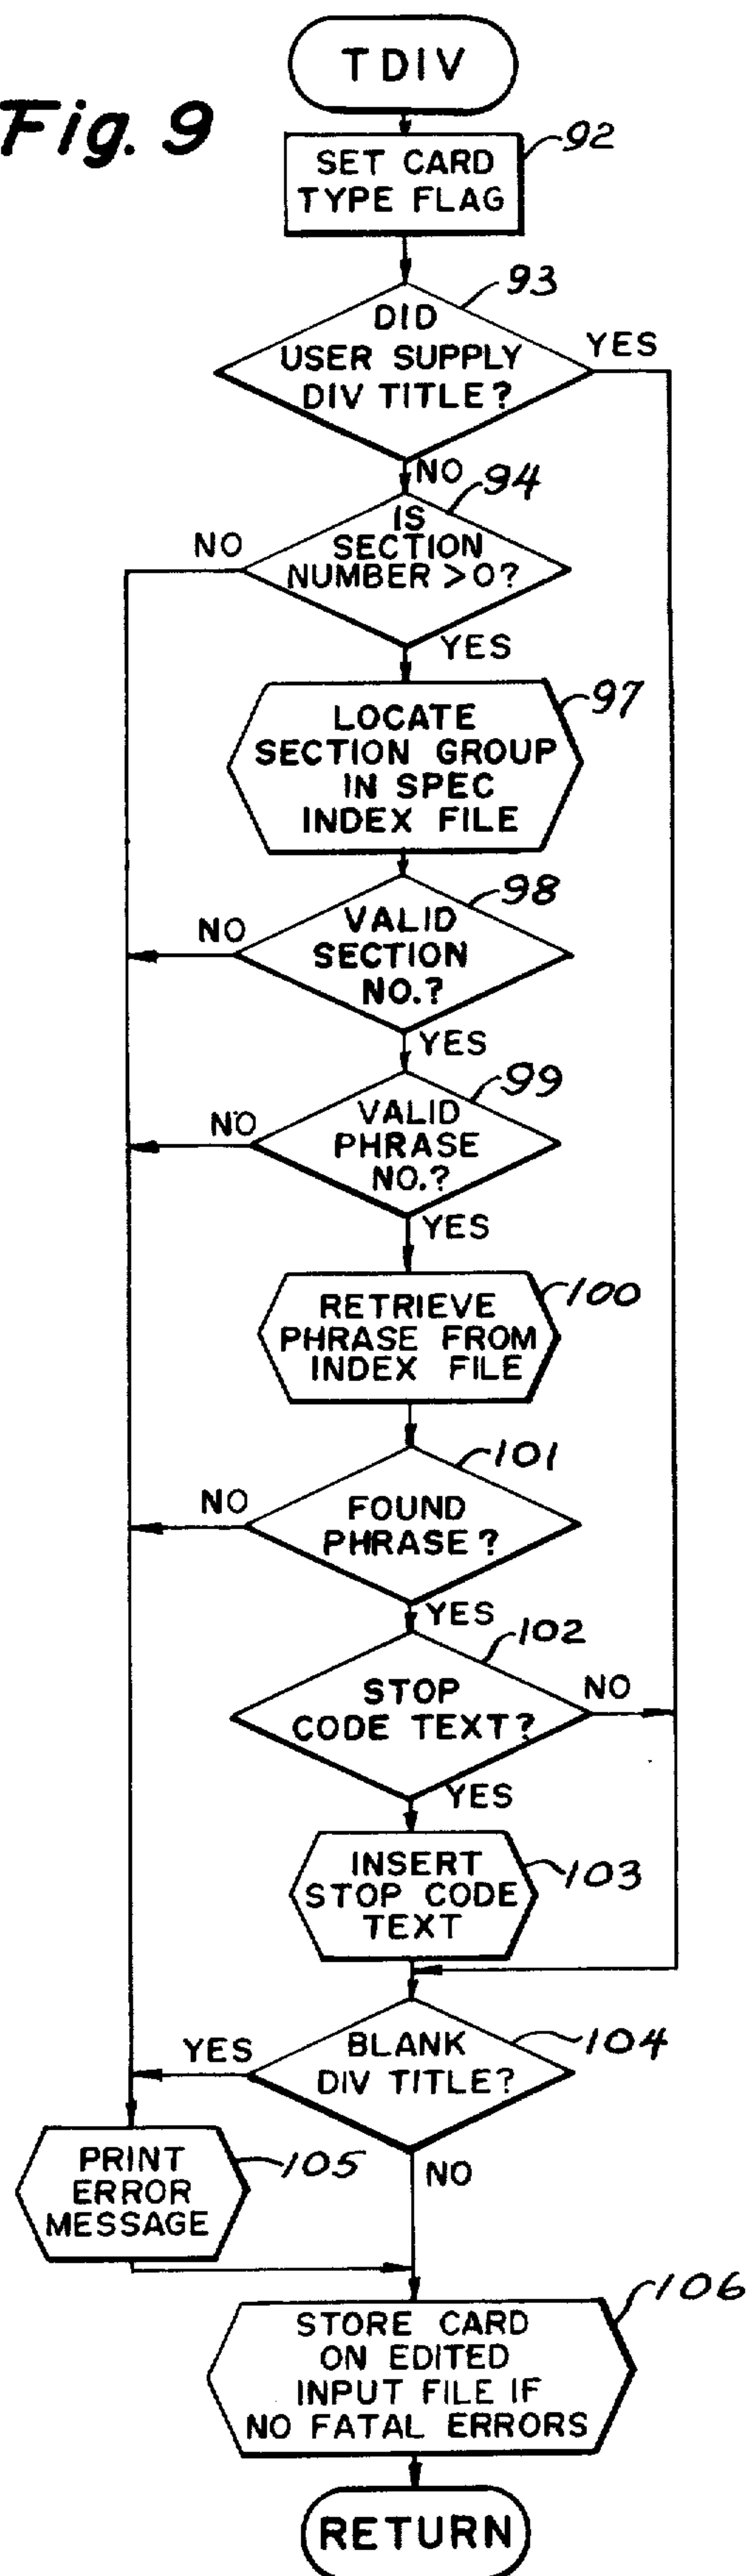 TDIV
Fig. 9
92
SET CARD
TYPE FLAG
93
DID
USER SUPPLY
DIV TITLE?
YES
NO
94
IS
SECTION
NUMBER >0?
NO
YES
97
LOCATE
SECTION GROUP
IN SPEC
INDEX FILE
98
VALID
SECTION
NO.?
NO
YES
99
VALID
PHRASE
NO.?
NO
YES
100
RETRIEVE
PHRASE FROM
INDEX FILE
101
FOUND
PHRASE?
NO
YES
102
STOP
CODE TEXT?
NO
YES
103
INSERT
STOP CODE
TEXT
104
BLANK
DIV TITLE?
YES
NO
105
PRINT
ERROR
MESSAGE
106
STORE CARD
ON EDITED
INPUT FILE IF
NO FATAL ERRORS
RETURN